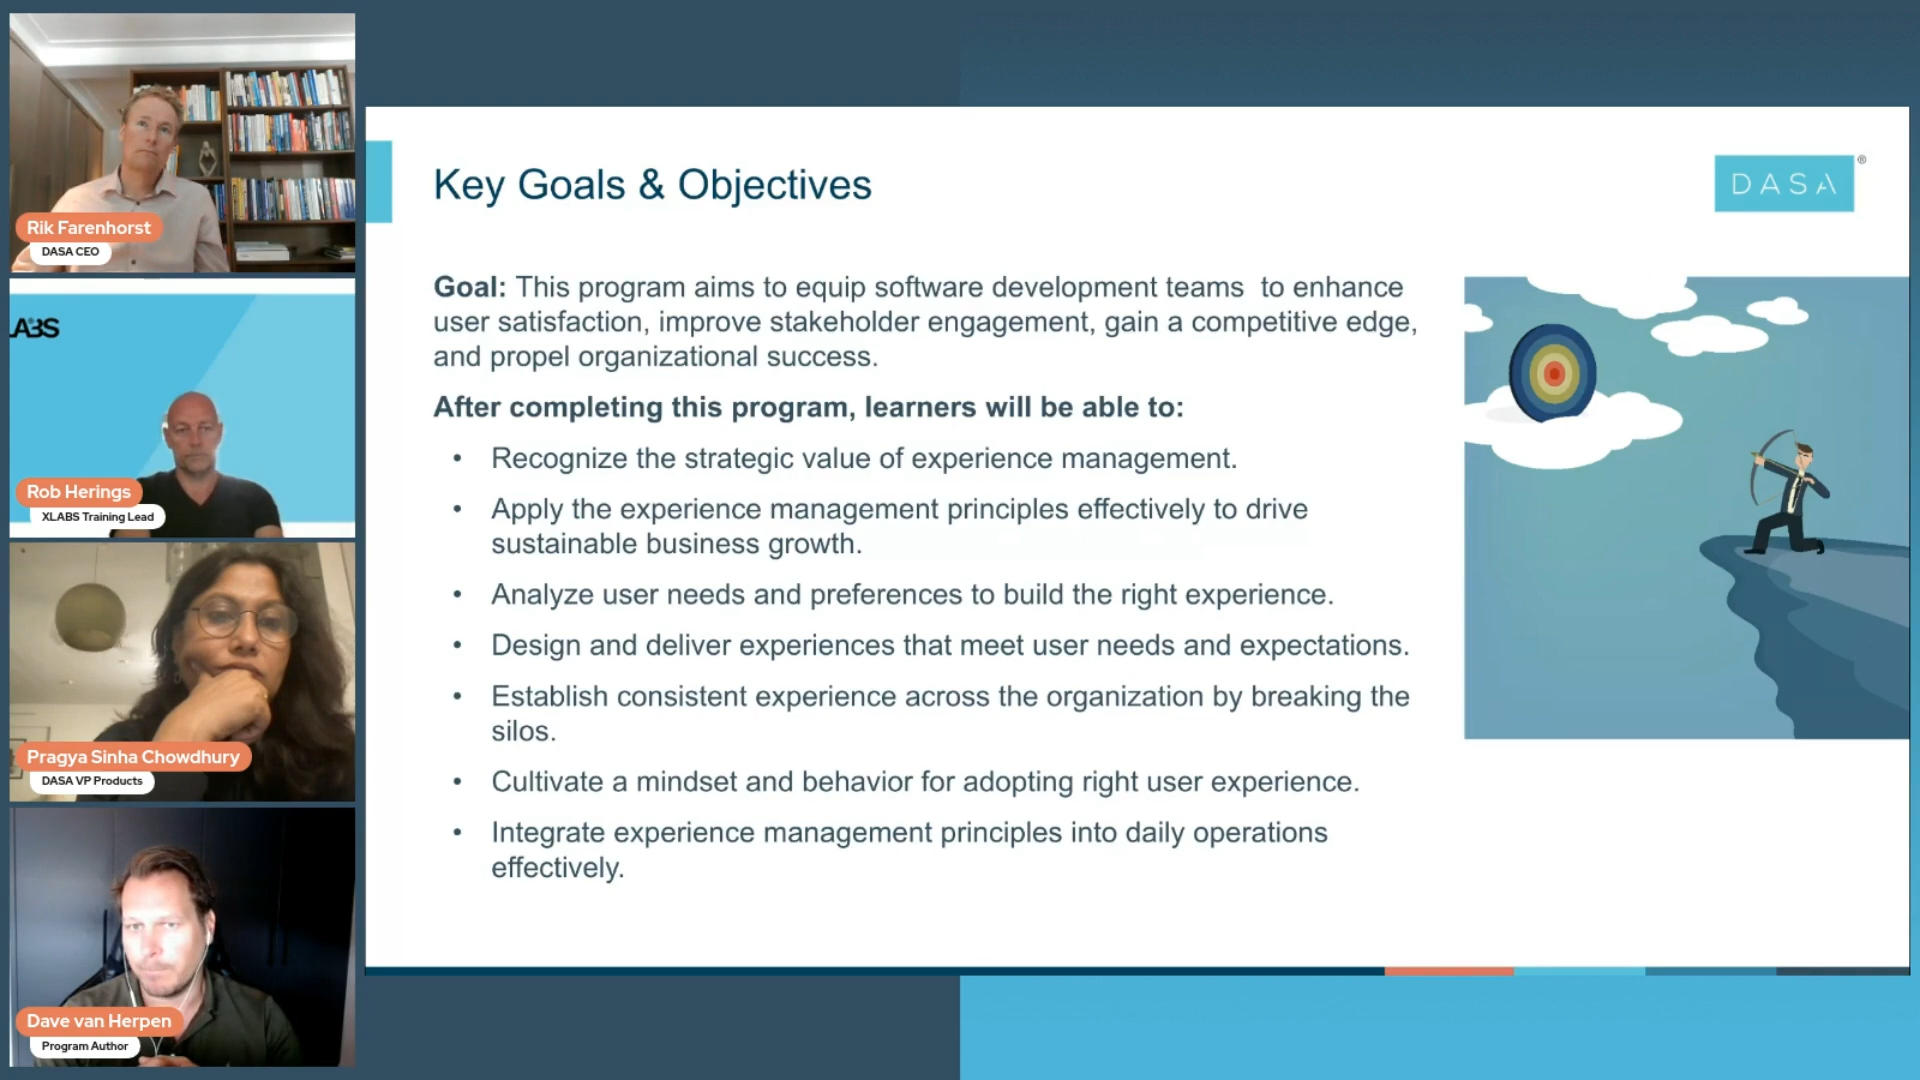 Rik Farenhorst
DASA CEO
Rob Herings
XLABS Training Lead
Pragya Sinha Chowdhury
DASA VP Products
Dave van Herpen
Program Author
Key Goals & Objectives
DASA®
Goal: This program aims to equip software development teams  to enhance
user satisfaction, improve stakeholder engagement, gain a competitive edge,
and propel organizational success.
After completing this program, learners will be able to:
• Recognize the strategic value of experience management.
• Apply the experience management principles effectively to drive
sustainable business growth.
• Analyze user needs and preferences to build the right experience.
• Design and deliver experiences that meet user needs and expectations.
• Establish consistent experience across the organization by breaking the
silos.
• Cultivate a mindset and behavior for adopting right user experience.
• Integrate experience management principles into daily operations
effectively.